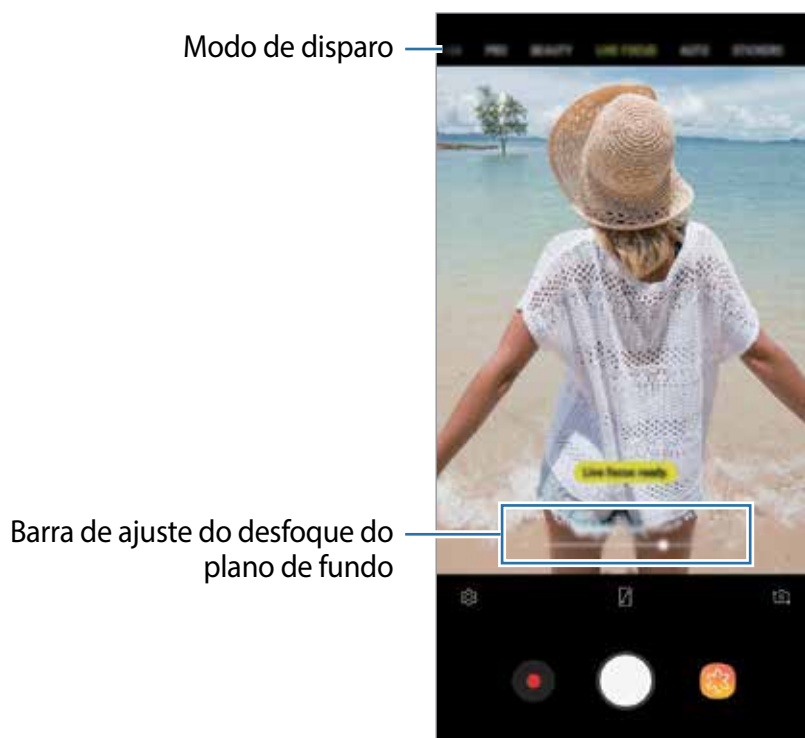 Modo de disparo
PRO BEAUTY LIVE FOCUS AUTO STICKERS
Live focus ready.
Barra de ajuste do desfoque do
plano de fundo